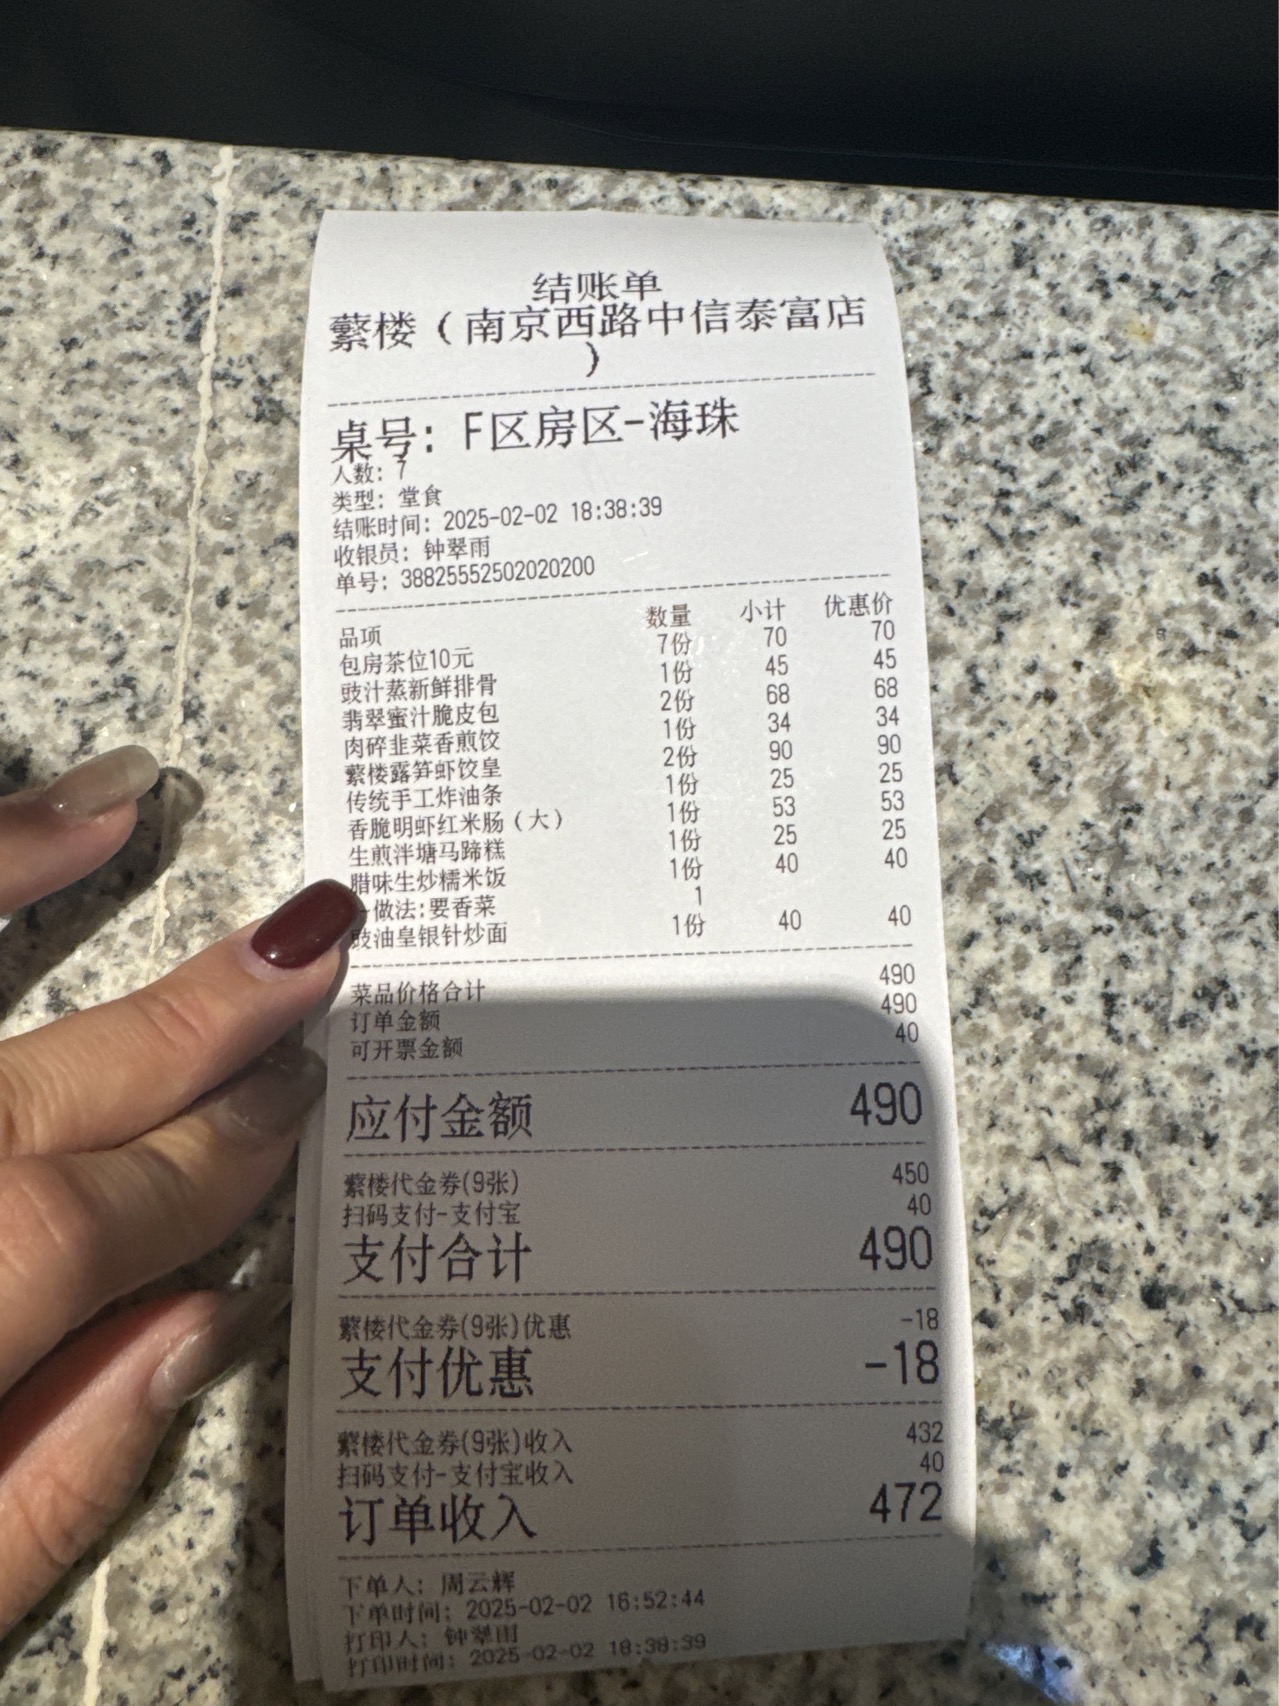 结账单
蘩楼（南京西路中信泰富店
）
桌号: F区房区-海珠
人数: 7
类型: 堂食
结账时间: 2025-02-02 18:38:39
收银员: 钟翠雨
单号: 38825552502020200
品项 数量 小计 优惠价
包房茶位10元 7份 70 70
豉汁蒸新鲜排骨 1份 45 45
翡翠蜜汁脆皮包 2份 68 68
肉碎韭菜香煎饺 1份 34 34
蘩楼露笋虾饺皇 2份 90 90
传统手工炸油条 1份 25 25
香脆明虾红米肠（大） 1份 53 53
生煎泮塘马蹄糕 1份 25 25
腊味生炒糯米饭 1份 40 40
做法:要香菜 1
豉油皇银针炒面 1份 40 40
菜品价格合计 490
订单金额 490
可开票金额 40
应付金额 490
蘩楼代金券(9张) 450
扫码支付-支付宝 40
支付合计 490
蘩楼代金券(9张)优惠 -18
支付优惠 -18
蘩楼代金券(9张)收入 432
扫码支付-支付宝收入 40
订单收入 472
下单人: 周云辉
下单时间: 2025-02-02 16:52:44
打印人: 钟翠雨
打印时间: 2025-02-02 18:38:39